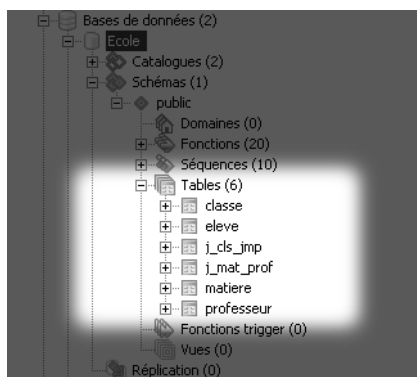 Bases de données (2)
Ecole
Catalogues (2)
Schémas (1)
public
Domaines (0)
Fonctions (20)
Séquences (10)
Tables (6)
classe
eleve
j_cls_jmp
j_mat_prof
matiere
professeur
Fonctions trigger (0)
Vues (0)
Réplication (0)